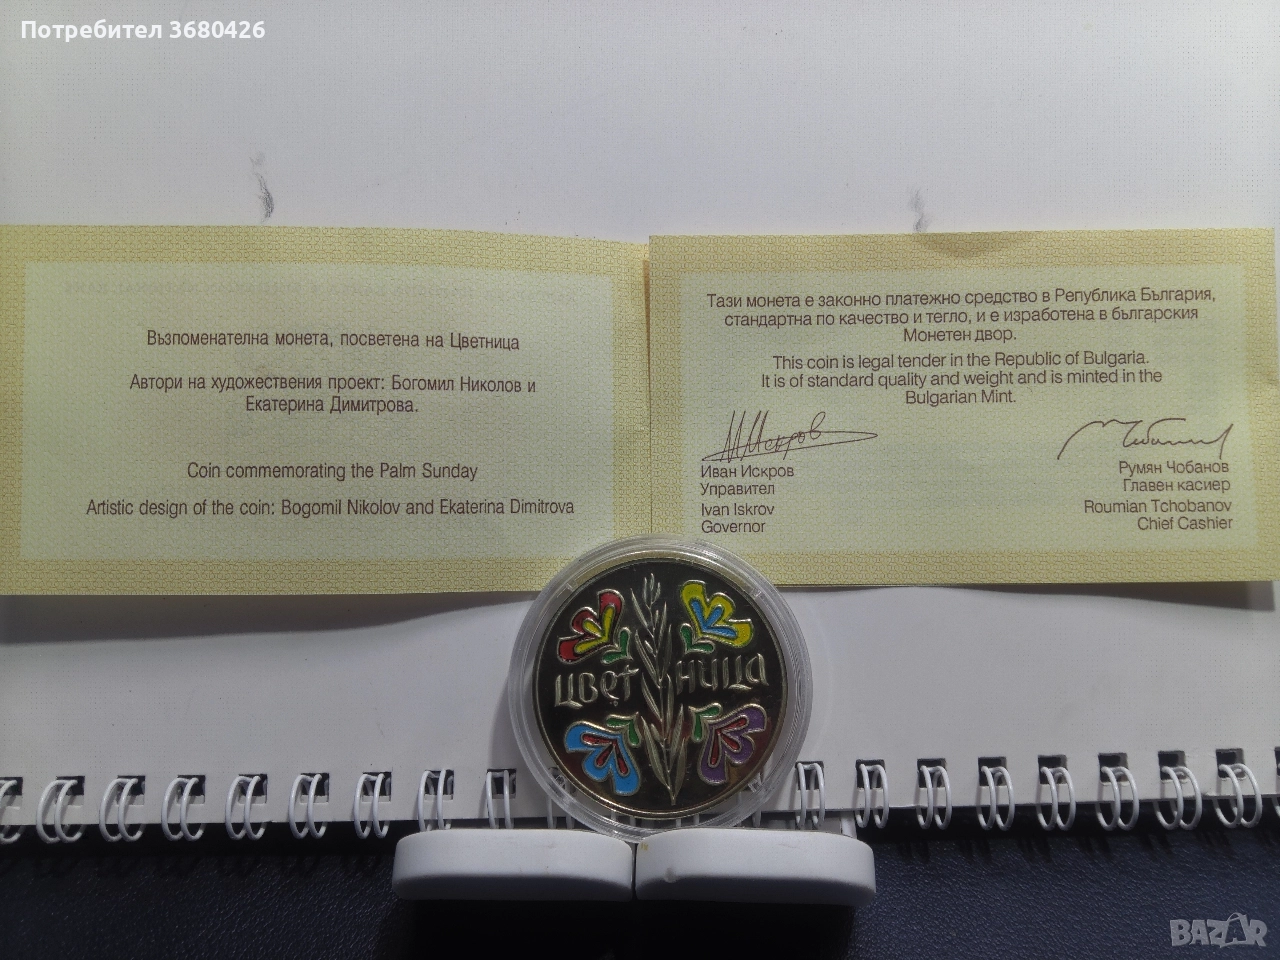 Потребител 3680426
Възпоменателна монета, посветена на Цветница
Автори на художествения проект: Богомил Николов и
Екатерина Димитрова.
Coin commemorating the Palm Sunday
Artistic design of the coin: Bogomil Nikolov and Ekaterina Dimitrova
Тази монета е законно платежно средство в Република България,
стандартна по качество и тегло, и е изработена в българския
Монетен двор.
This coin is legal tender in the Republic of Bulgaria.
It is of standard quality and weight and is minted in the
Bulgarian Mint.
Иван Искров
Управител
Ivan Iskrov
Governor
Румян Чобанов
Главен касиер
Roumian Tchobanov
Chief Cashier
цвет ница
BAZAR